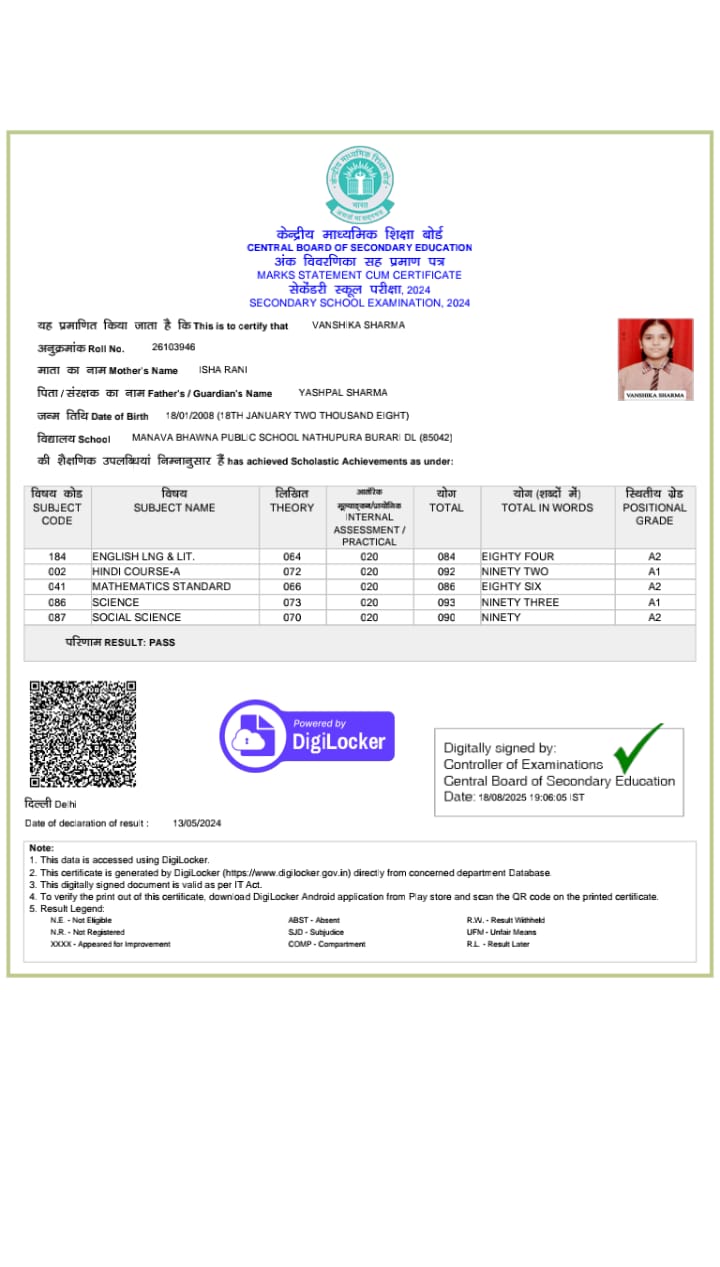 केन्द्रीय माध्यमिक शिक्षा बोर्ड
भारत
असतो मा सद्गमय
केन्द्रीय माध्यमिक शिक्षा बोर्ड
CENTRAL BOARD OF SECONDARY EDUCATION
अंक विवरणिका सह प्रमाण पत्र
MARKS STATEMENT CUM CERTIFICATE
सेकेंडरी स्कूल परीक्षा, 2024
SECONDARY SCHOOL EXAMINATION, 2024
यह प्रमाणित किया जाता है कि This is to certify that VANSHIKA SHARMA
अनुक्रमांक Roll No. 26103946
माता का नाम Mother's Name ISHA RANI
पिता / संरक्षक का नाम Father's / Guardian's Name YASHPAL SHARMA
VANSHIKA SHARMA
जन्म तिथि Date of Birth 18/01/2008 (18TH JANUARY TWO THOUSAND EIGHT)
विद्यालय School MANAVA BHAWNA PUBLIC SCHOOL NATHUPURA BURARI DL (85042)
की शैक्षणिक उपलब्धियां निम्नानुसार हैं has achieved Scholastic Achievements as under:
विषय कोड SUBJECT CODE विषय SUBJECT NAME लिखित THEORY आतंरिक मूल्याङ्कन/प्रायोगिक INTERNAL ASSESSMENT / PRACTICAL योग TOTAL योग (शब्दों में) TOTAL IN WORDS स्थितीय ग्रेड POSITIONAL GRADE
184 ENGLISH LNG & LIT. 064 020 084 EIGHTY FOUR A2
002 HINDI COURSE-A 072 020 092 NINETY TWO A1
041 MATHEMATICS STANDARD 066 020 086 EIGHTY SIX A2
086 SCIENCE 073 020 093 NINETY THREE A1
087 SOCIAL SCIENCE 070 020 090 NINETY A2
परिणाम RESULT: PASS
Powered by
DigiLocker
Digitally signed by:
Controller of Examinations
Central Board of Secondary Education
Date: 18/08/2025 19:06:05 IST
दिल्ली Delhi
Date of declaration of result : 13/05/2024
Note:
1. This data is accessed using DigiLocker.
2. This certificate is generated by DigiLocker (https://www.digilocker.gov.in) directly from concerned department Database.
3. This digitally signed document is valid as per IT Act.
4. To verify the print out of this certificate, download DigiLocker Android application from Play store and scan the QR code on the printed certificate.
5. Result Legend:
N.E. - Not Eligible ABST - Absent R.W. - Result Withheld
N.R. - Not Registered SJD - Subjudice UFM - Unfair Means
XXXX - Appeared for Improvement COMP - Compartment R.L. - Result Later